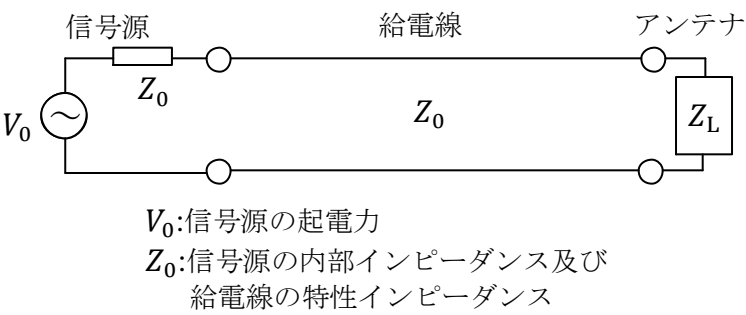 信号源 給電線 アンテナ
Z₀
V₀ Z₀ Z_L
V₀:信号源の起電力
Z₀:信号源の内部インピーダンス及び
給電線の特性インピーダンス